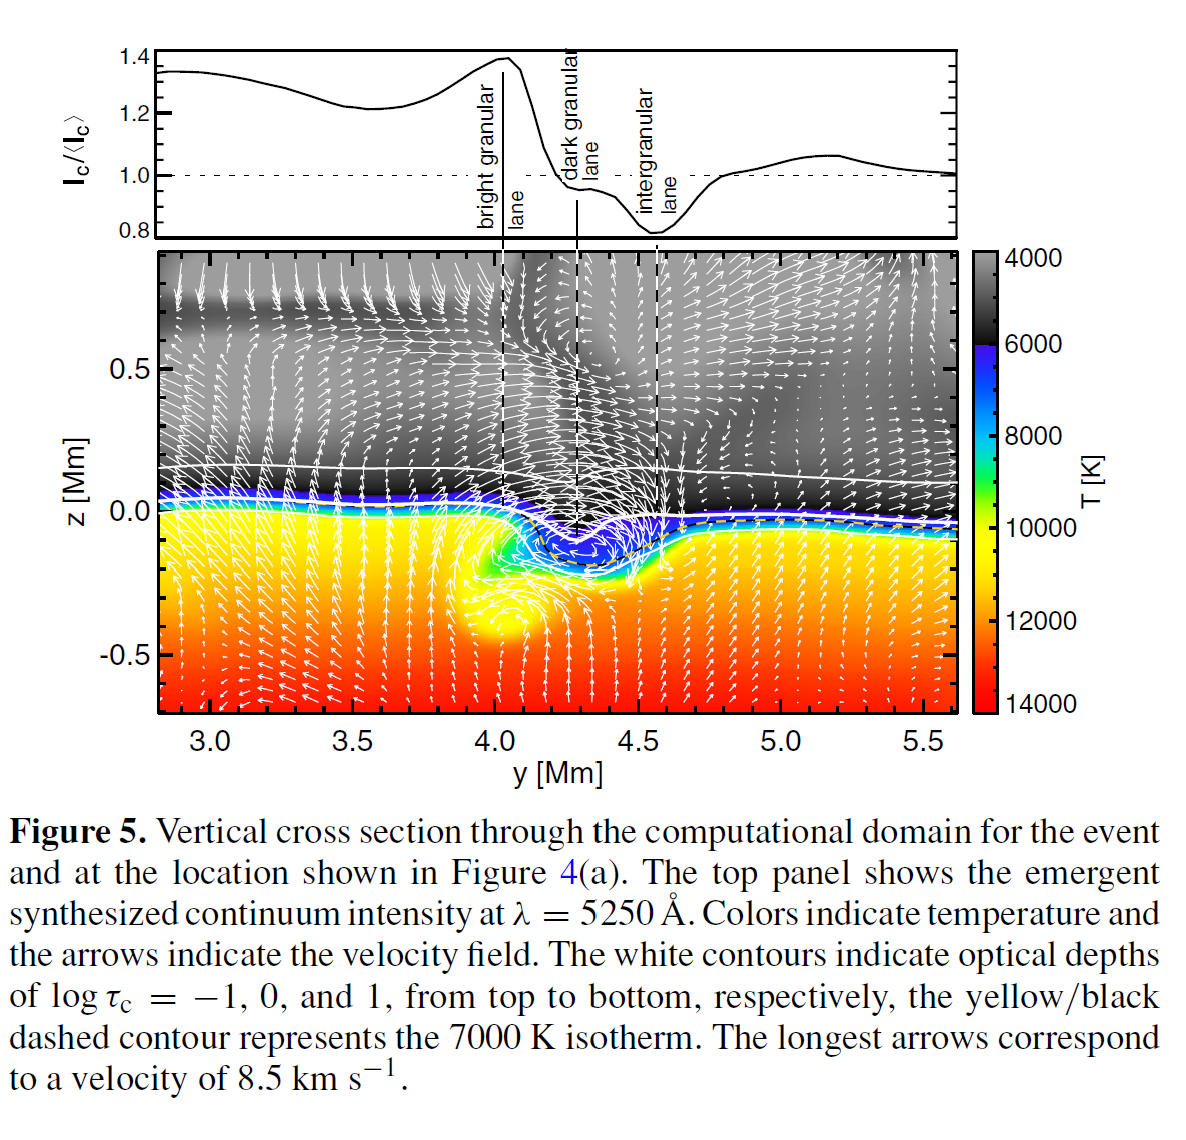 1.4
1.2
1.0
0.8
Ic/⟨Ic⟩
bright granular
lane
dark granular
lane
intergranular
lane
0.5
0.0
-0.5
z [Mm]
3.0 3.5 4.0 4.5 5.0 5.5
y [Mm]
4000
6000
8000
10000
12000
14000
T [K]
Figure 5. Vertical cross section through the computational domain for the event
and at the location shown in Figure 4(a). The top panel shows the emergent
synthesized continuum intensity at λ = 5250 Å. Colors indicate temperature and
the arrows indicate the velocity field. The white contours indicate optical depths
of log τc = −1, 0, and 1, from top to bottom, respectively, the yellow/black
dashed contour represents the 7000 K isotherm. The longest arrows correspond
to a velocity of 8.5 km s−1.